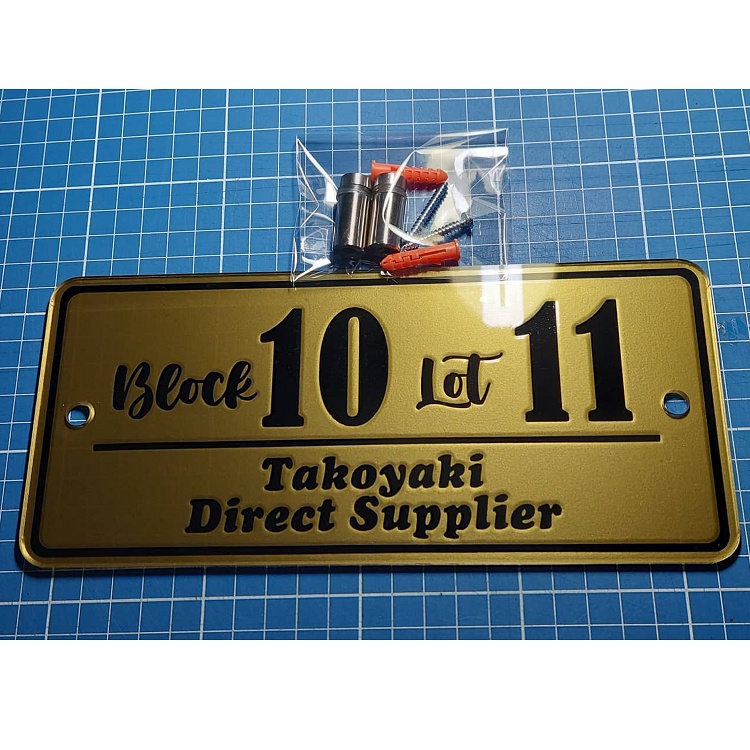 Block 10 Lot 11
Takoyaki
Direct Supplier